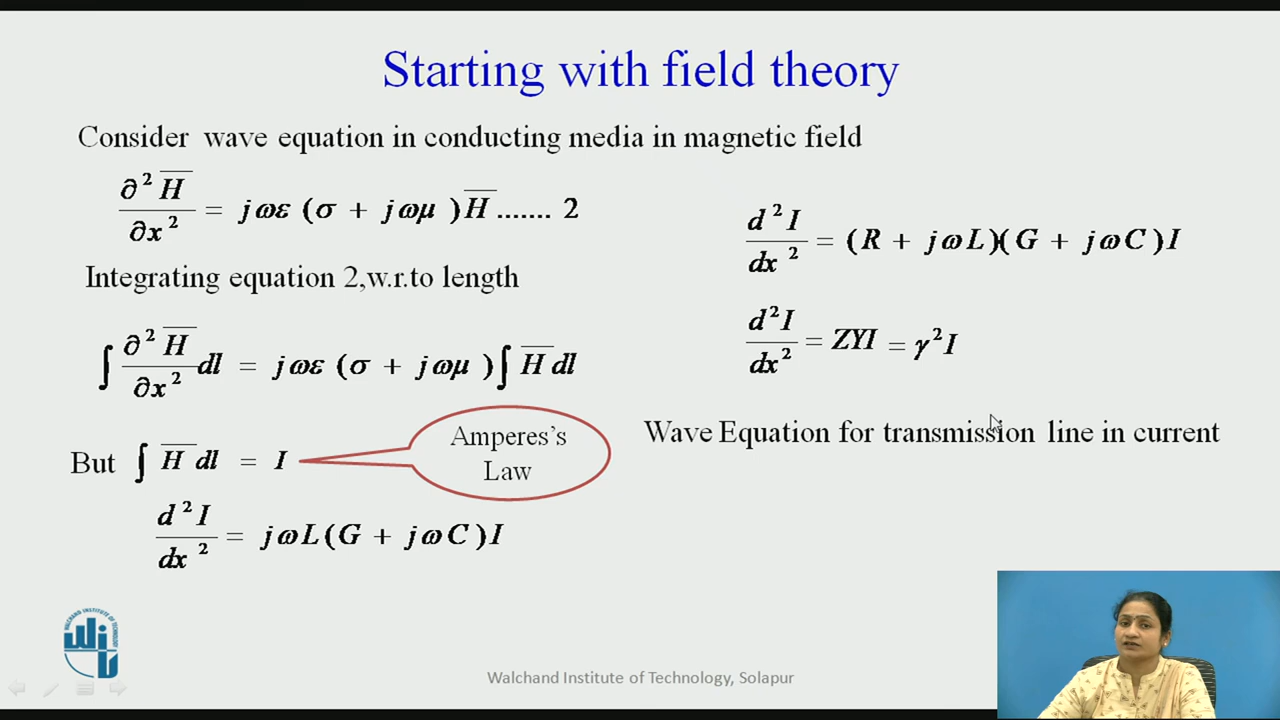 Starting with field theory
Consider wave equation in conducting media in magnetic field
∂²H̅/∂x² = jωε (σ + jωμ )H̅....... 2
Integrating equation 2,w.r.to length
∫ ∂²H̅/∂x² dl = jωε (σ + jωμ )∫ H̅ dl
But ∫ H̅ dl = I
Amperes's
Law
d²I/dx² = jωL(G + jωC)I
d²I/dx² = (R + jωL)(G + jωC)I
d²I/dx² = ZYI = γ²I
Wave Equation for transmission line in current
Walchand Institute of Technology, Solapur